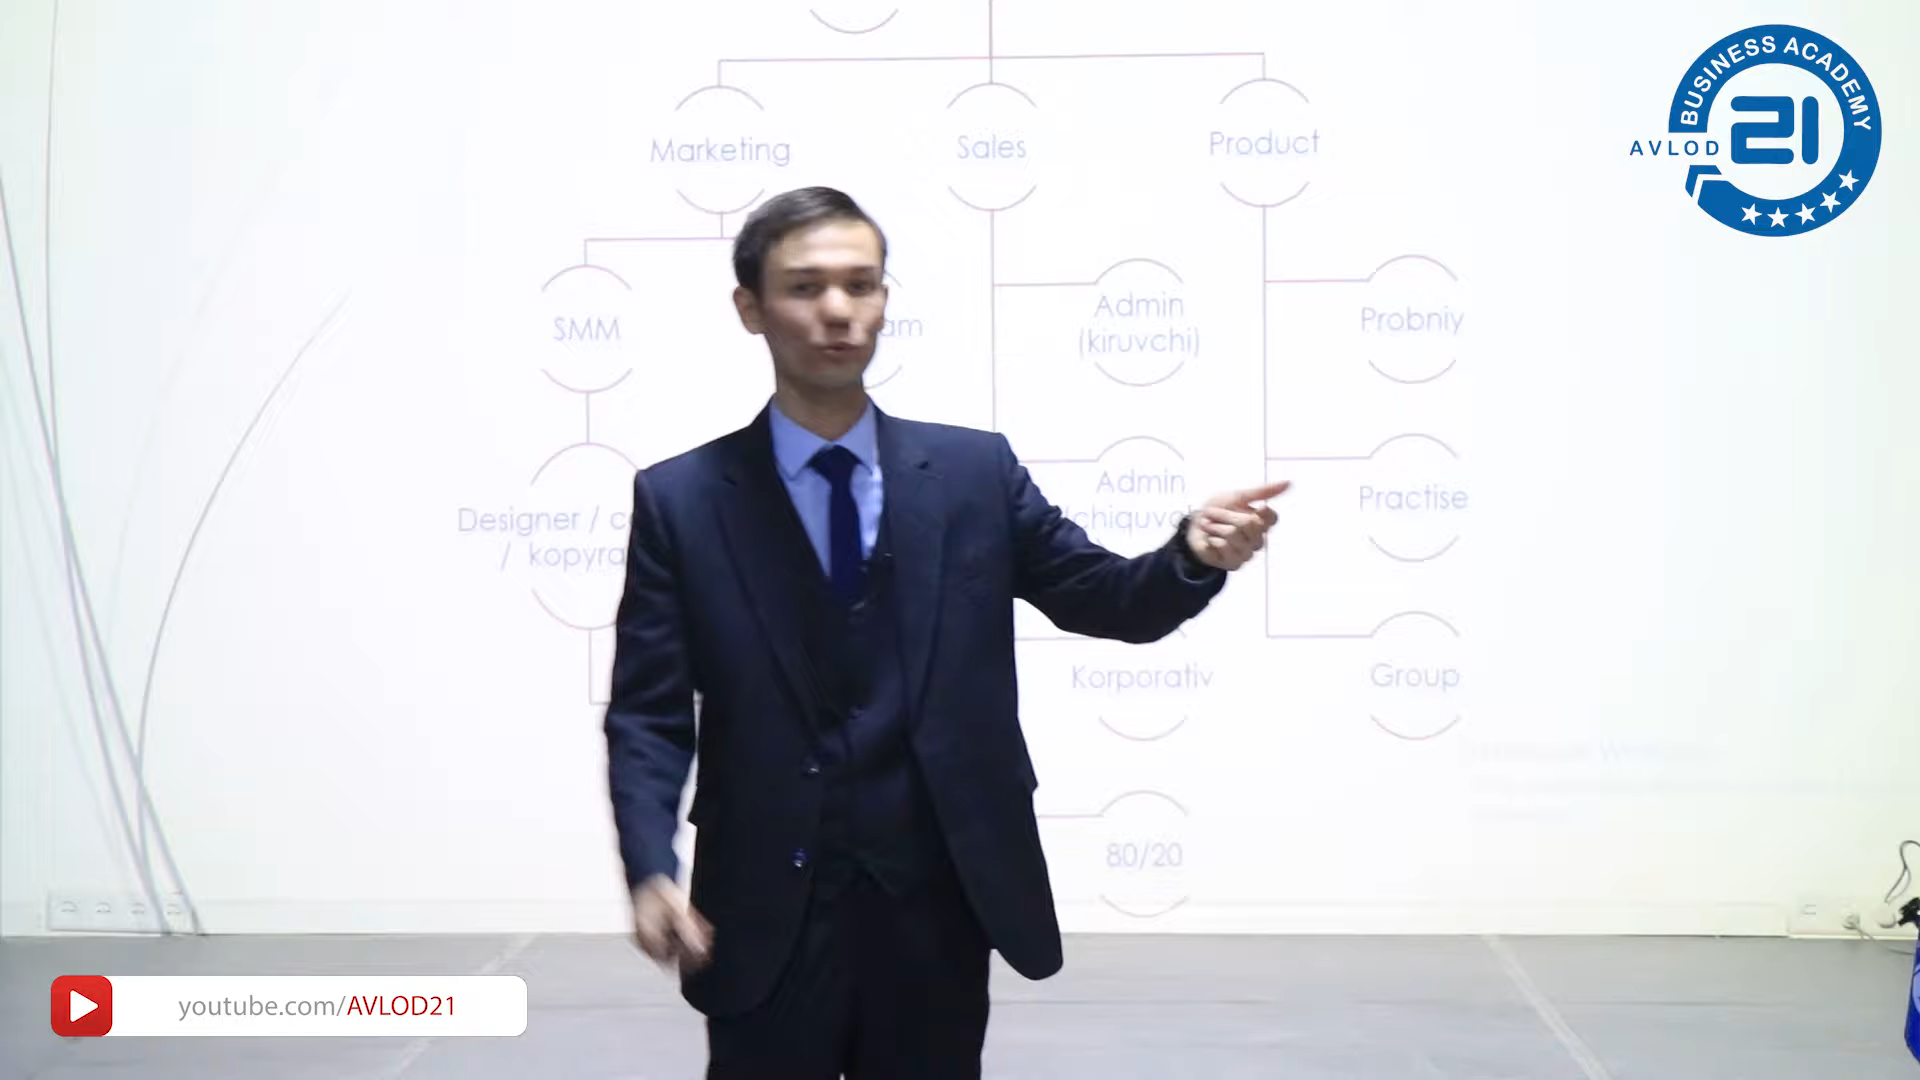 BUSINESS ACADEMY
AVLOD 21
Marketing
Sales
Product
SMM
Admin
(kiruvchi)
Probniy
Designer /
/
Admin
Practise
Korporativ
Group
80/20
youtube.com/AVLOD21